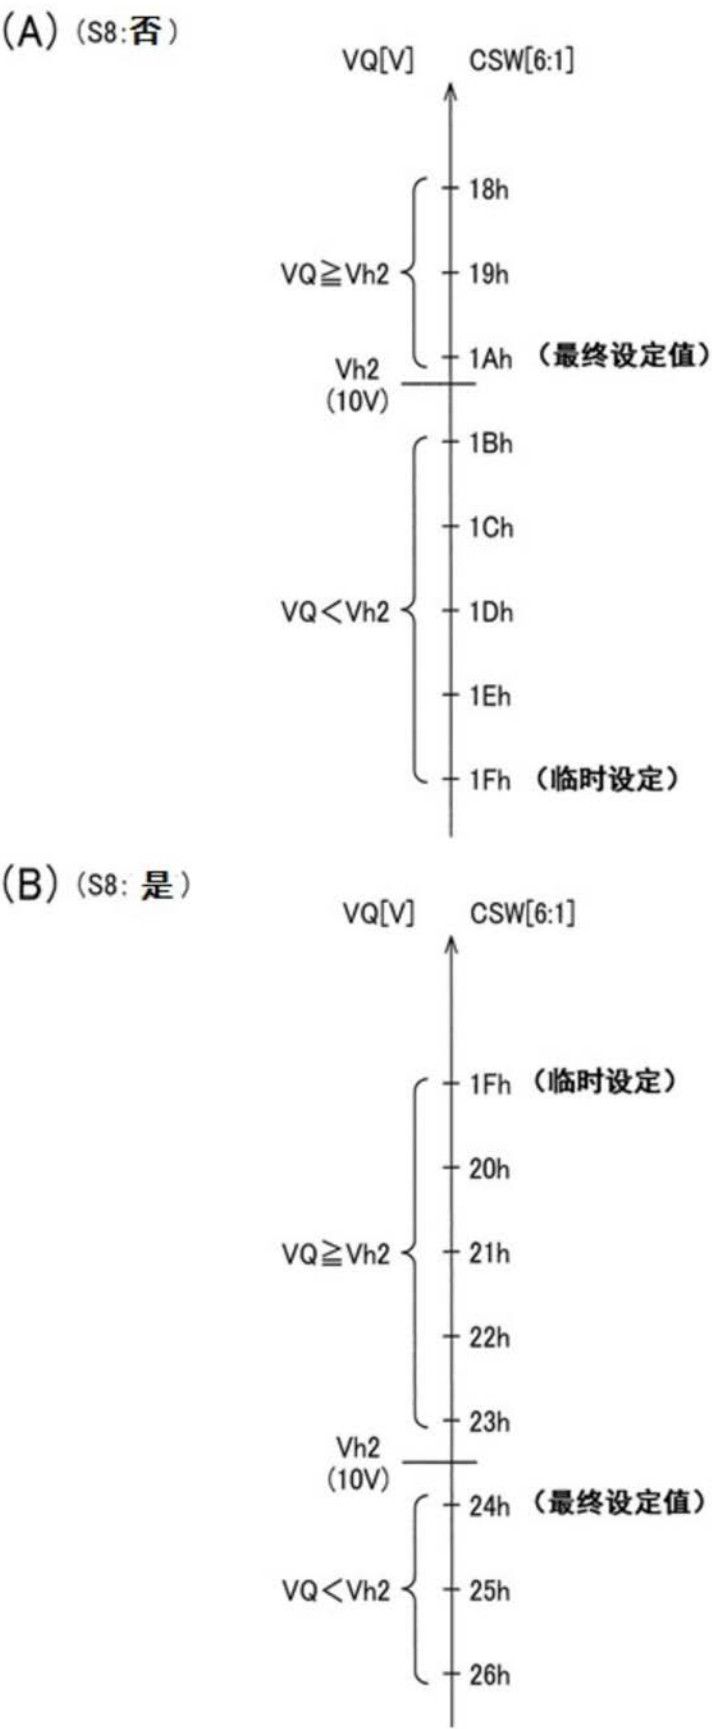 (A) (S8:否)
VQ[V] CSW[6:1]
18h
VQ≧Vh2 19h
1Ah (最终设定值)
Vh2
(10V)
1Bh
1Ch
VQ<Vh2 1Dh
1Eh
1Fh (临时设定)
(B) (S8: 是)
VQ[V] CSW[6:1]
1Fh (临时设定)
20h
VQ≧Vh2 21h
22h
23h
Vh2
(10V)
24h (最终设定值)
VQ<Vh2 25h
26h